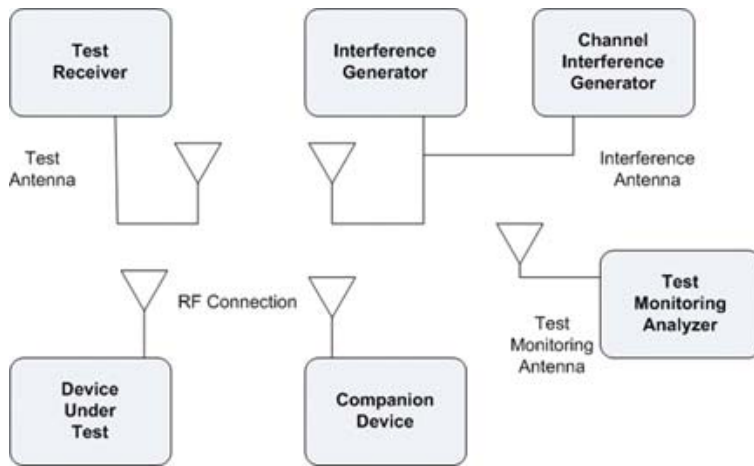 Test
Receiver
Interference
Generator
Channel
Interference
Generator
Test
Antenna
Interference
Antenna
RF Connection
Test
Monitoring
Antenna
Test
Monitoring
Analyzer
Device
Under
Test
Companion
Device